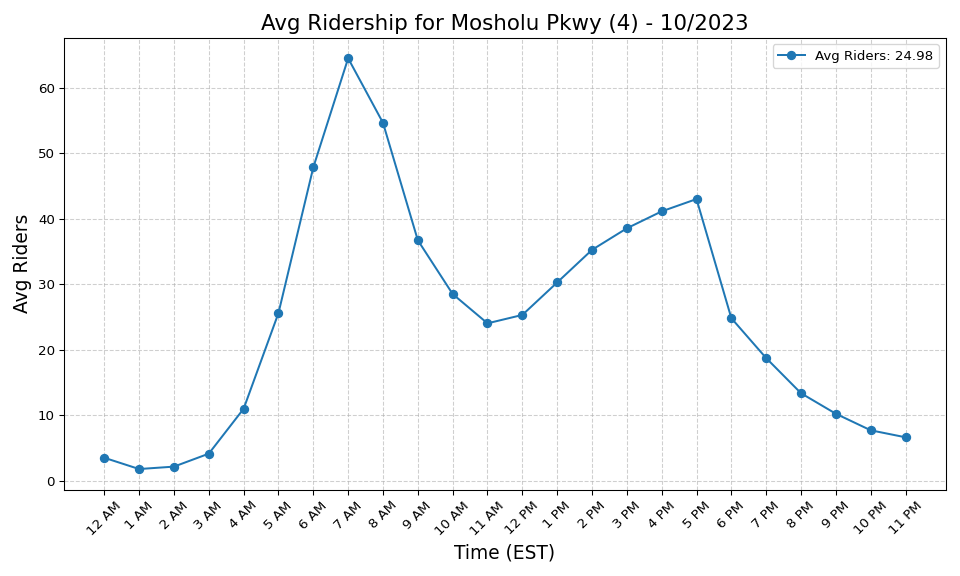 Avg Ridership for Mosholu Pkwy (4) - 10/2023
Avg Riders: 24.98
Avg Riders
60
50
40
30
20
10
0
12 AM
1 AM
2 AM
3 AM
4 AM
5 AM
6 AM
7 AM
8 AM
9 AM
10 AM
11 AM
12 PM
1 PM
2 PM
3 PM
4 PM
5 PM
6 PM
7 PM
8 PM
9 PM
10 PM
11 PM
Time (EST)